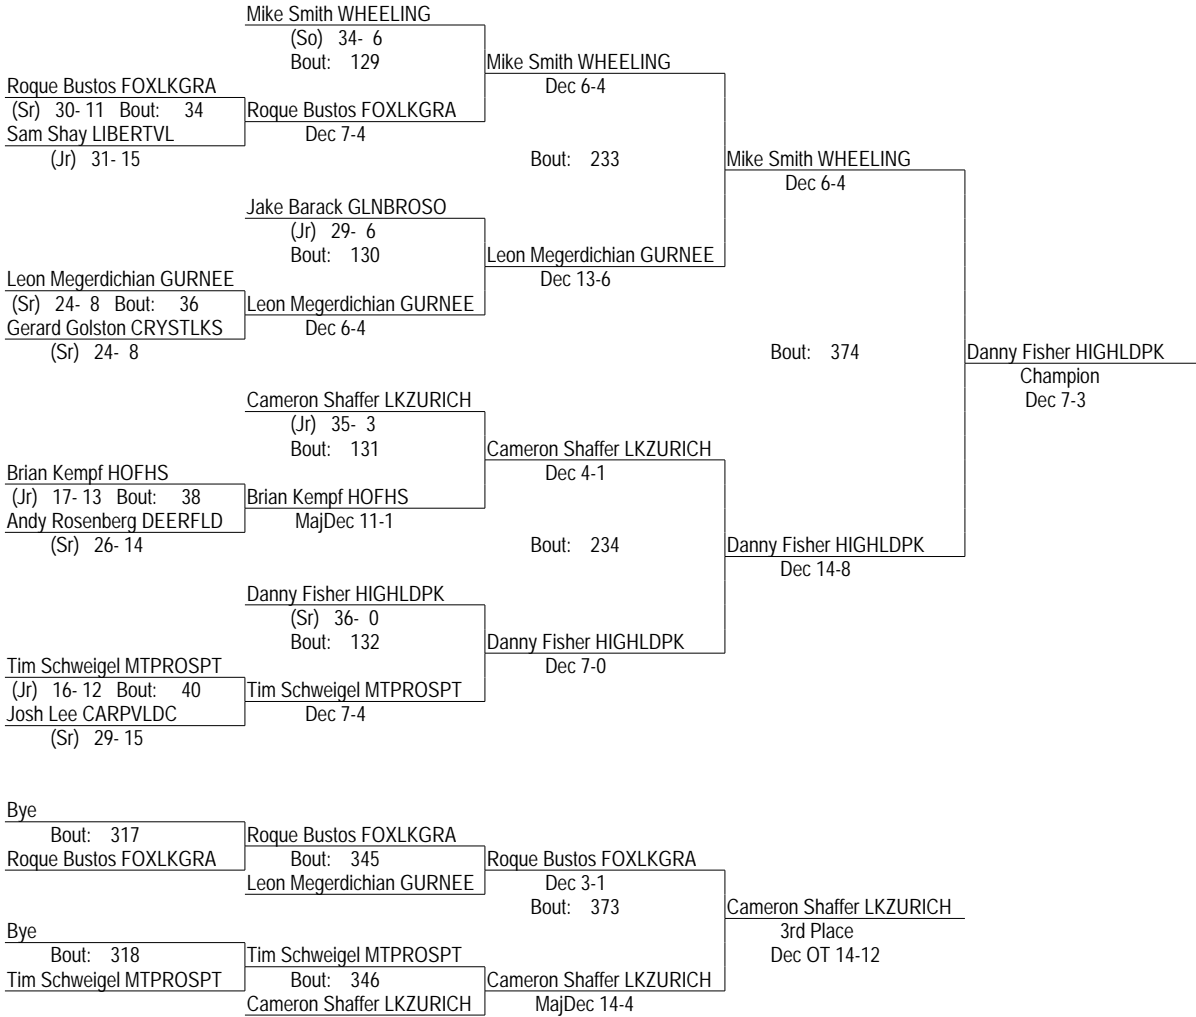 Mike Smith WHEELING
(So) 34- 6
Bout: 129
Mike Smith WHEELING
Dec 6-4
Roque Bustos FOXLKGRA
(Sr) 30- 11 Bout: 34
Roque Bustos FOXLKGRA
Dec 7-4
Sam Shay LIBERTVL
(Jr) 31- 15
Bout: 233
Mike Smith WHEELING
Dec 6-4
Jake Barack GLNBROSO
(Jr) 29- 6
Bout: 130
Leon Megerdichian GURNEE
Dec 13-6
Leon Megerdichian GURNEE
(Sr) 24- 8 Bout: 36
Leon Megerdichian GURNEE
Dec 6-4
Gerard Golston CRYSTLKS
(Sr) 24- 8
Bout: 374
Danny Fisher HIGHLDPK
Champion
Dec 7-3
Cameron Shaffer LKZURICH
(Jr) 35- 3
Bout: 131
Cameron Shaffer LKZURICH
Dec 4-1
Brian Kempf HOFHS
(Jr) 17- 13 Bout: 38
Brian Kempf HOFHS
MajDec 11-1
Andy Rosenberg DEERFLD
(Sr) 26- 14
Bout: 234
Danny Fisher HIGHLDPK
Dec 14-8
Danny Fisher HIGHLDPK
(Sr) 36- 0
Bout: 132
Danny Fisher HIGHLDPK
Dec 7-0
Tim Schweigel MTPROSPT
(Jr) 16- 12 Bout: 40
Tim Schweigel MTPROSPT
Dec 7-4
Josh Lee CARPVLDC
(Sr) 29- 15
Bye
Bout: 317
Roque Bustos FOXLKGRA
Roque Bustos FOXLKGRA
Bout: 345
Leon Megerdichian GURNEE
Roque Bustos FOXLKGRA
Dec 3-1
Bout: 373
Cameron Shaffer LKZURICH
3rd Place
Dec OT 14-12
Bye
Bout: 318
Tim Schweigel MTPROSPT
Tim Schweigel MTPROSPT
Bout: 346
Cameron Shaffer LKZURICH
Cameron Shaffer LKZURICH
MajDec 14-4